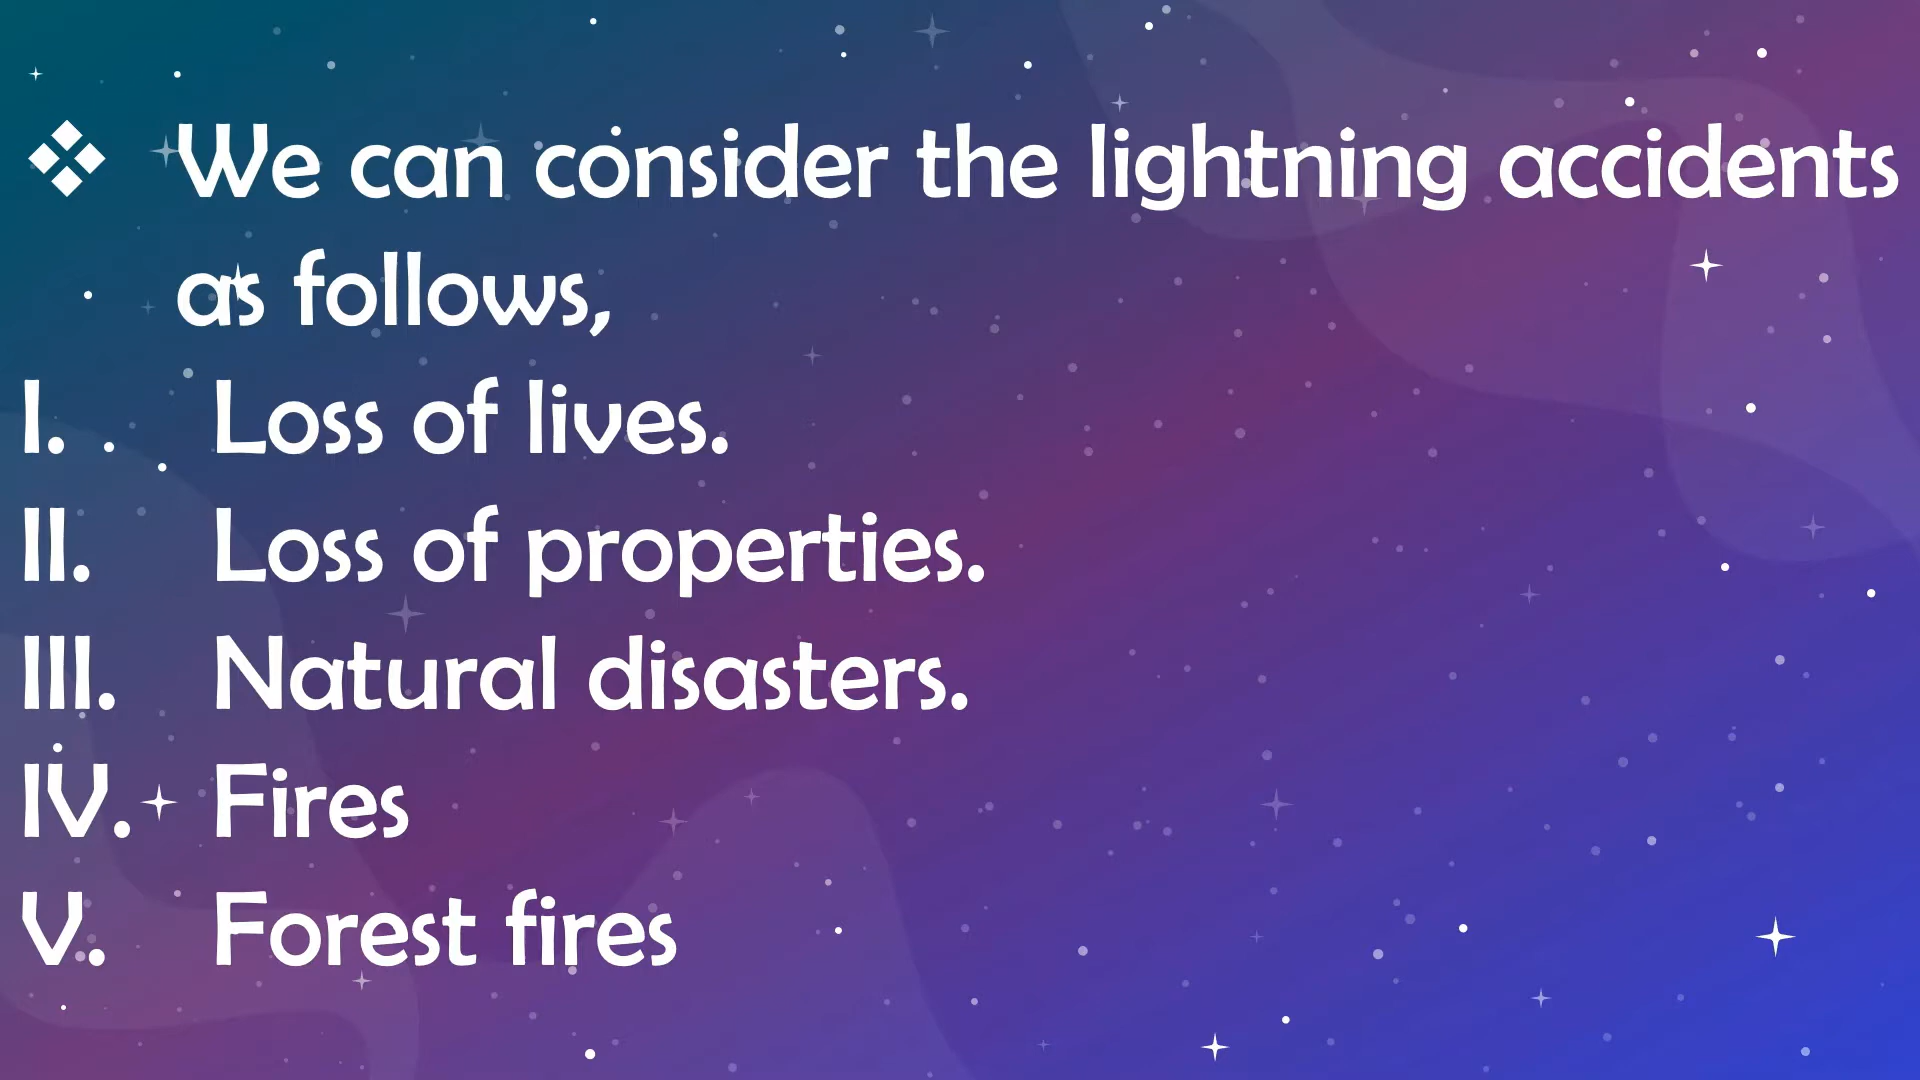 ❖ We can consider the lightning accidents
as follows,
I. Loss of lives.
II. Loss of properties.
III. Natural disasters.
IV. Fires
V. Forest fires